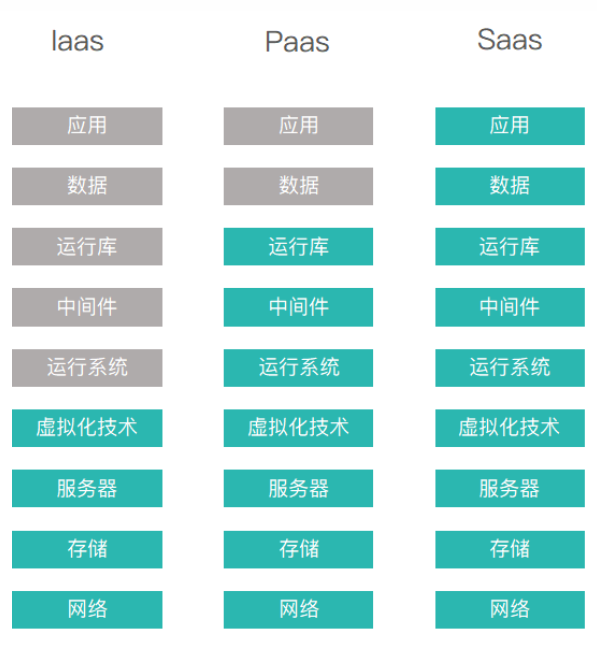 Iaas Paas Saas
应用 应用 应用
数据 数据 数据
运行库 运行库 运行库
中间件 中间件 中间件
运行系统 运行系统 运行系统
虚拟化技术 虚拟化技术 虚拟化技术
服务器 服务器 服务器
存储 存储 存储
网络 网络 网络